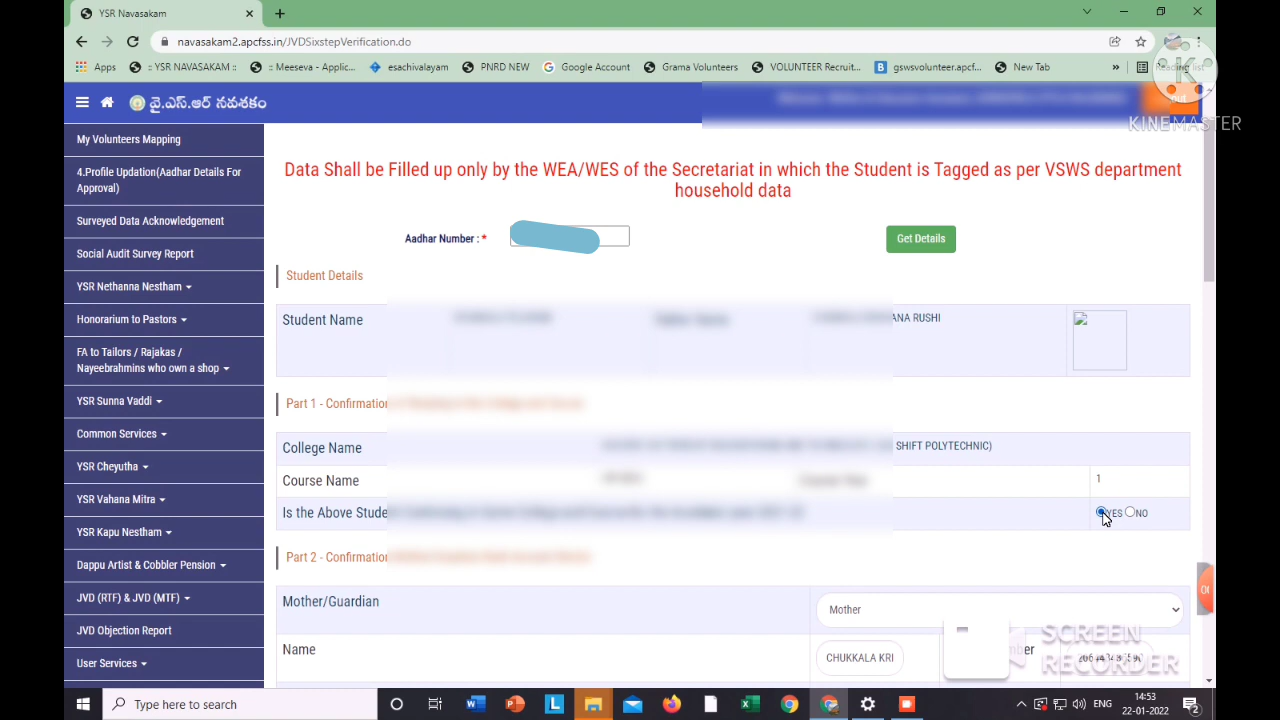 YSR Navasakam
navasakam2.apcfss.in/JVDSixstepVerification.do
Apps :: YSR NAVASAKAM :: :: Meeseva - Applic... esachivalayam PNRD NEW Google Account Grama Volunteers VOLUNTEER Recruit... gswsvolunteer.apcf... New Tab » Reading list
వై.ఎస్.ఆర్ నవశకం
KINEMASTER
My Volunteers Mapping
4.Profile Updation(Aadhar Details For
Approval)
Surveyed Data Acknowledgement
Social Audit Survey Report
YSR Nethanna Nestham
Honorarium to Pastors
FA to Tailors / Rajakas /
Nayeebrahmins who own a shop
YSR Sunna Vaddi
Common Services
YSR Cheyutha
YSR Vahana Mitra
YSR Kapu Nestham
Dappu Artist & Cobbler Pension
JVD (RTF) & JVD (MTF)
JVD Objection Report
User Services
Data Shall be Filled up only by the WEA/WES of the Secretariat in which the Student is Tagged as per VSWS department
household data
Aadhar Number : *
Get Details
Student Details
Student Name ANA RUSHI
Part 1 - Confirmation
College Name SHIFT POLYTECHNIC)
Course Name 1
Is the Above Stude YES NO
Part 2 - Confirmation
Mother/Guardian Mother
Name CHUKKALA KRI
SCREEN
RECORDER
Type here to search
ENG
14:53
22-01-2022
2